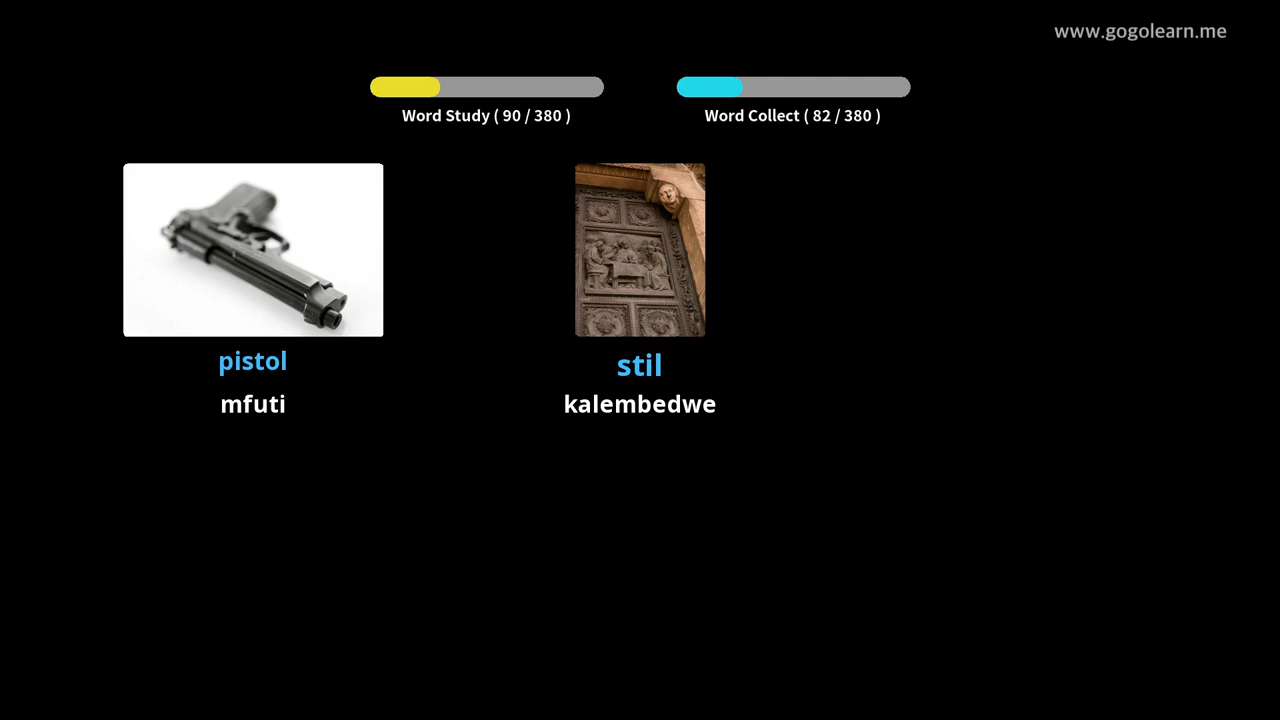 www.gogolearn.me
Word Study ( 90 / 380 )
Word Collect ( 82 / 380 )
pistol
mfuti
stil
kalembedwe